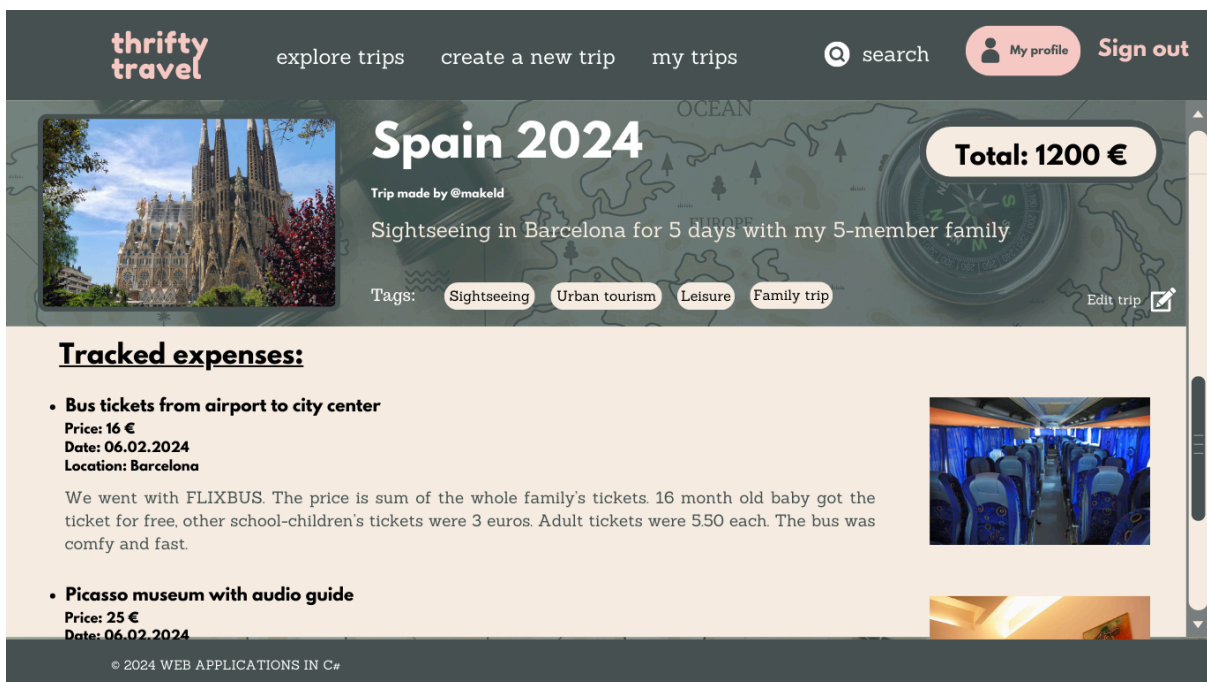 thrifty
travel
explore trips
create a new trip
my trips
search
My profile
Sign out
OCEAN
Spain 2024
Total: 1200 €
Trip made by @makeld
EUROPE
Sightseeing in Barcelona for 5 days with my 5-member family
Tags:
Sightseeing
Urban tourism
Leisure
Family trip
Edit trip
Tracked expenses:
• Bus tickets from airport to city center
Price: 16 €
Date: 06.02.2024
Location: Barcelona
We went with FLIXBUS. The price is sum of the whole family's tickets. 16 month old baby got the
ticket for free, other school-children's tickets were 3 euros. Adult tickets were 5.50 each. The bus was
comfy and fast.
• Picasso museum with audio guide
Price: 25 €
Date: 06.02.2024
© 2024 WEB APPLICATIONS IN C#